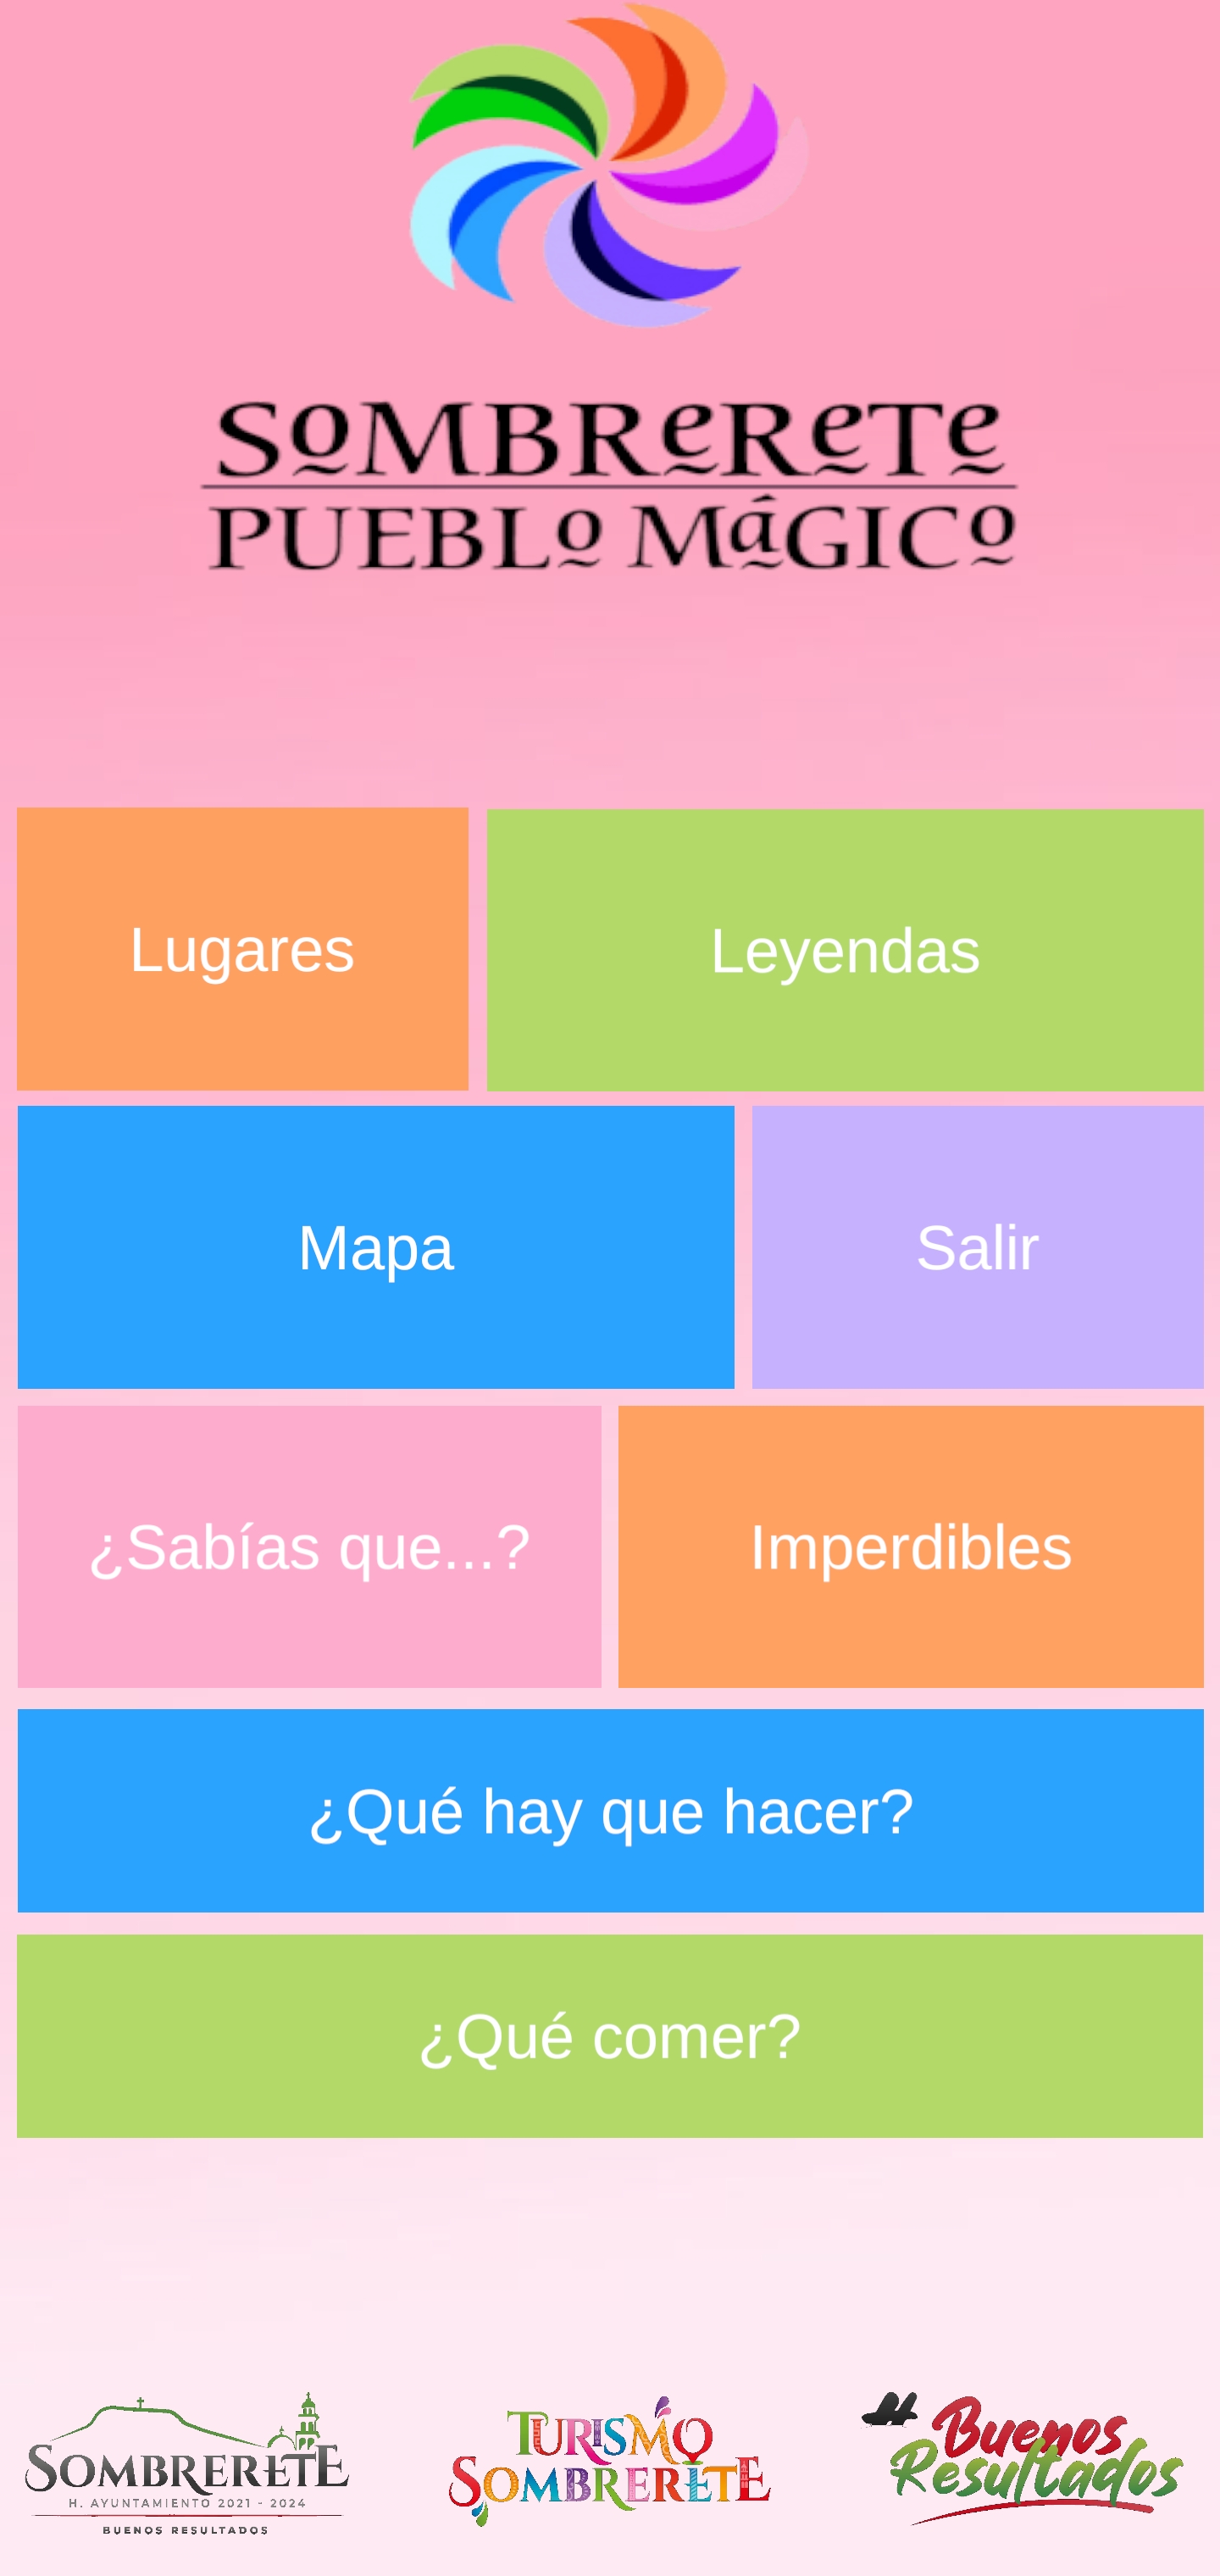 SoMBReReTe
PUEBLo MáGICo
Lugares
Leyendas
Mapa
Salir
¿Sabías que...?
Imperdibles
¿Qué hay que hacer?
¿Qué comer?
SOMBRERETE
H. AYUNTAMIENTO 2021 - 2024
BUENOS RESULTADOS
TURISMO
SOMBRERETE
#Buenos
Resultados